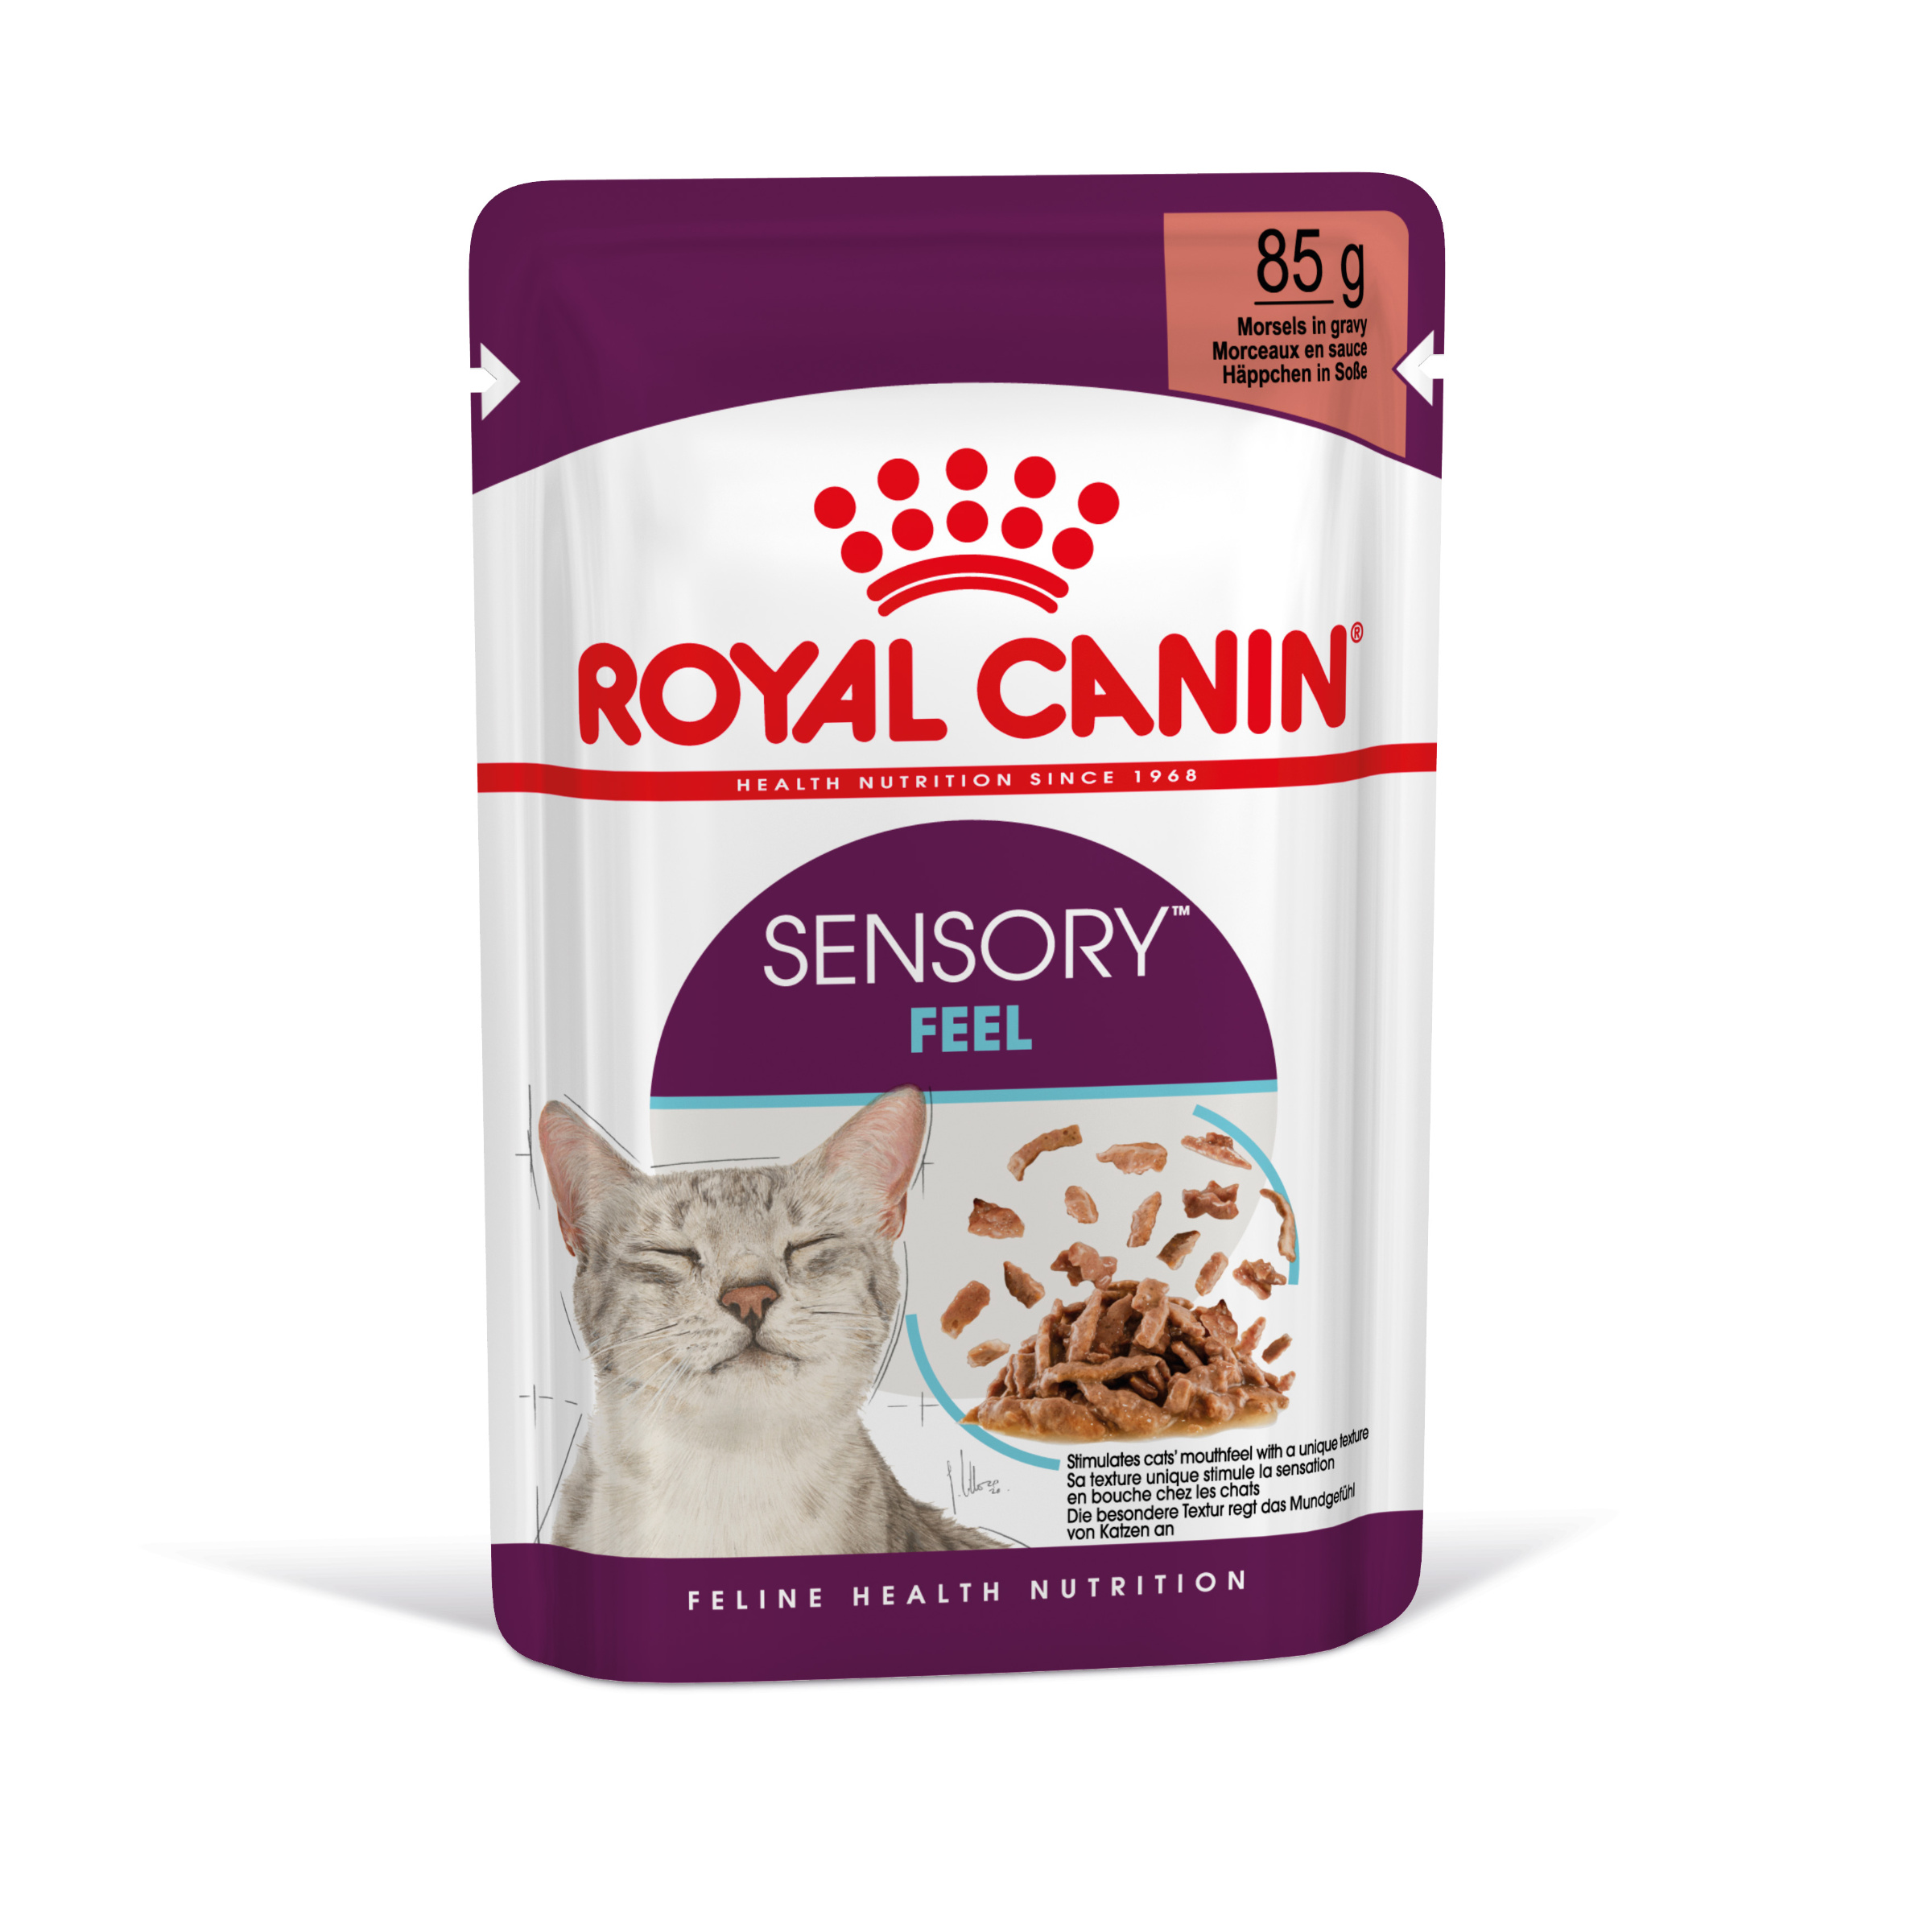 85 g
Morsels in gravy
Morceaux en sauce
Häppchen in Soße
ROYAL CANIN®
HEALTH NUTRITION SINCE 1968
SENSORY™
FEEL
Stimulates cats' mouthfeel with a unique texture
Sa texture unique stimule la sensation
en bouche chez les chats
Die besondere Textur regt das Mundgefühl
von Katzen an
FELINE HEALTH NUTRITION